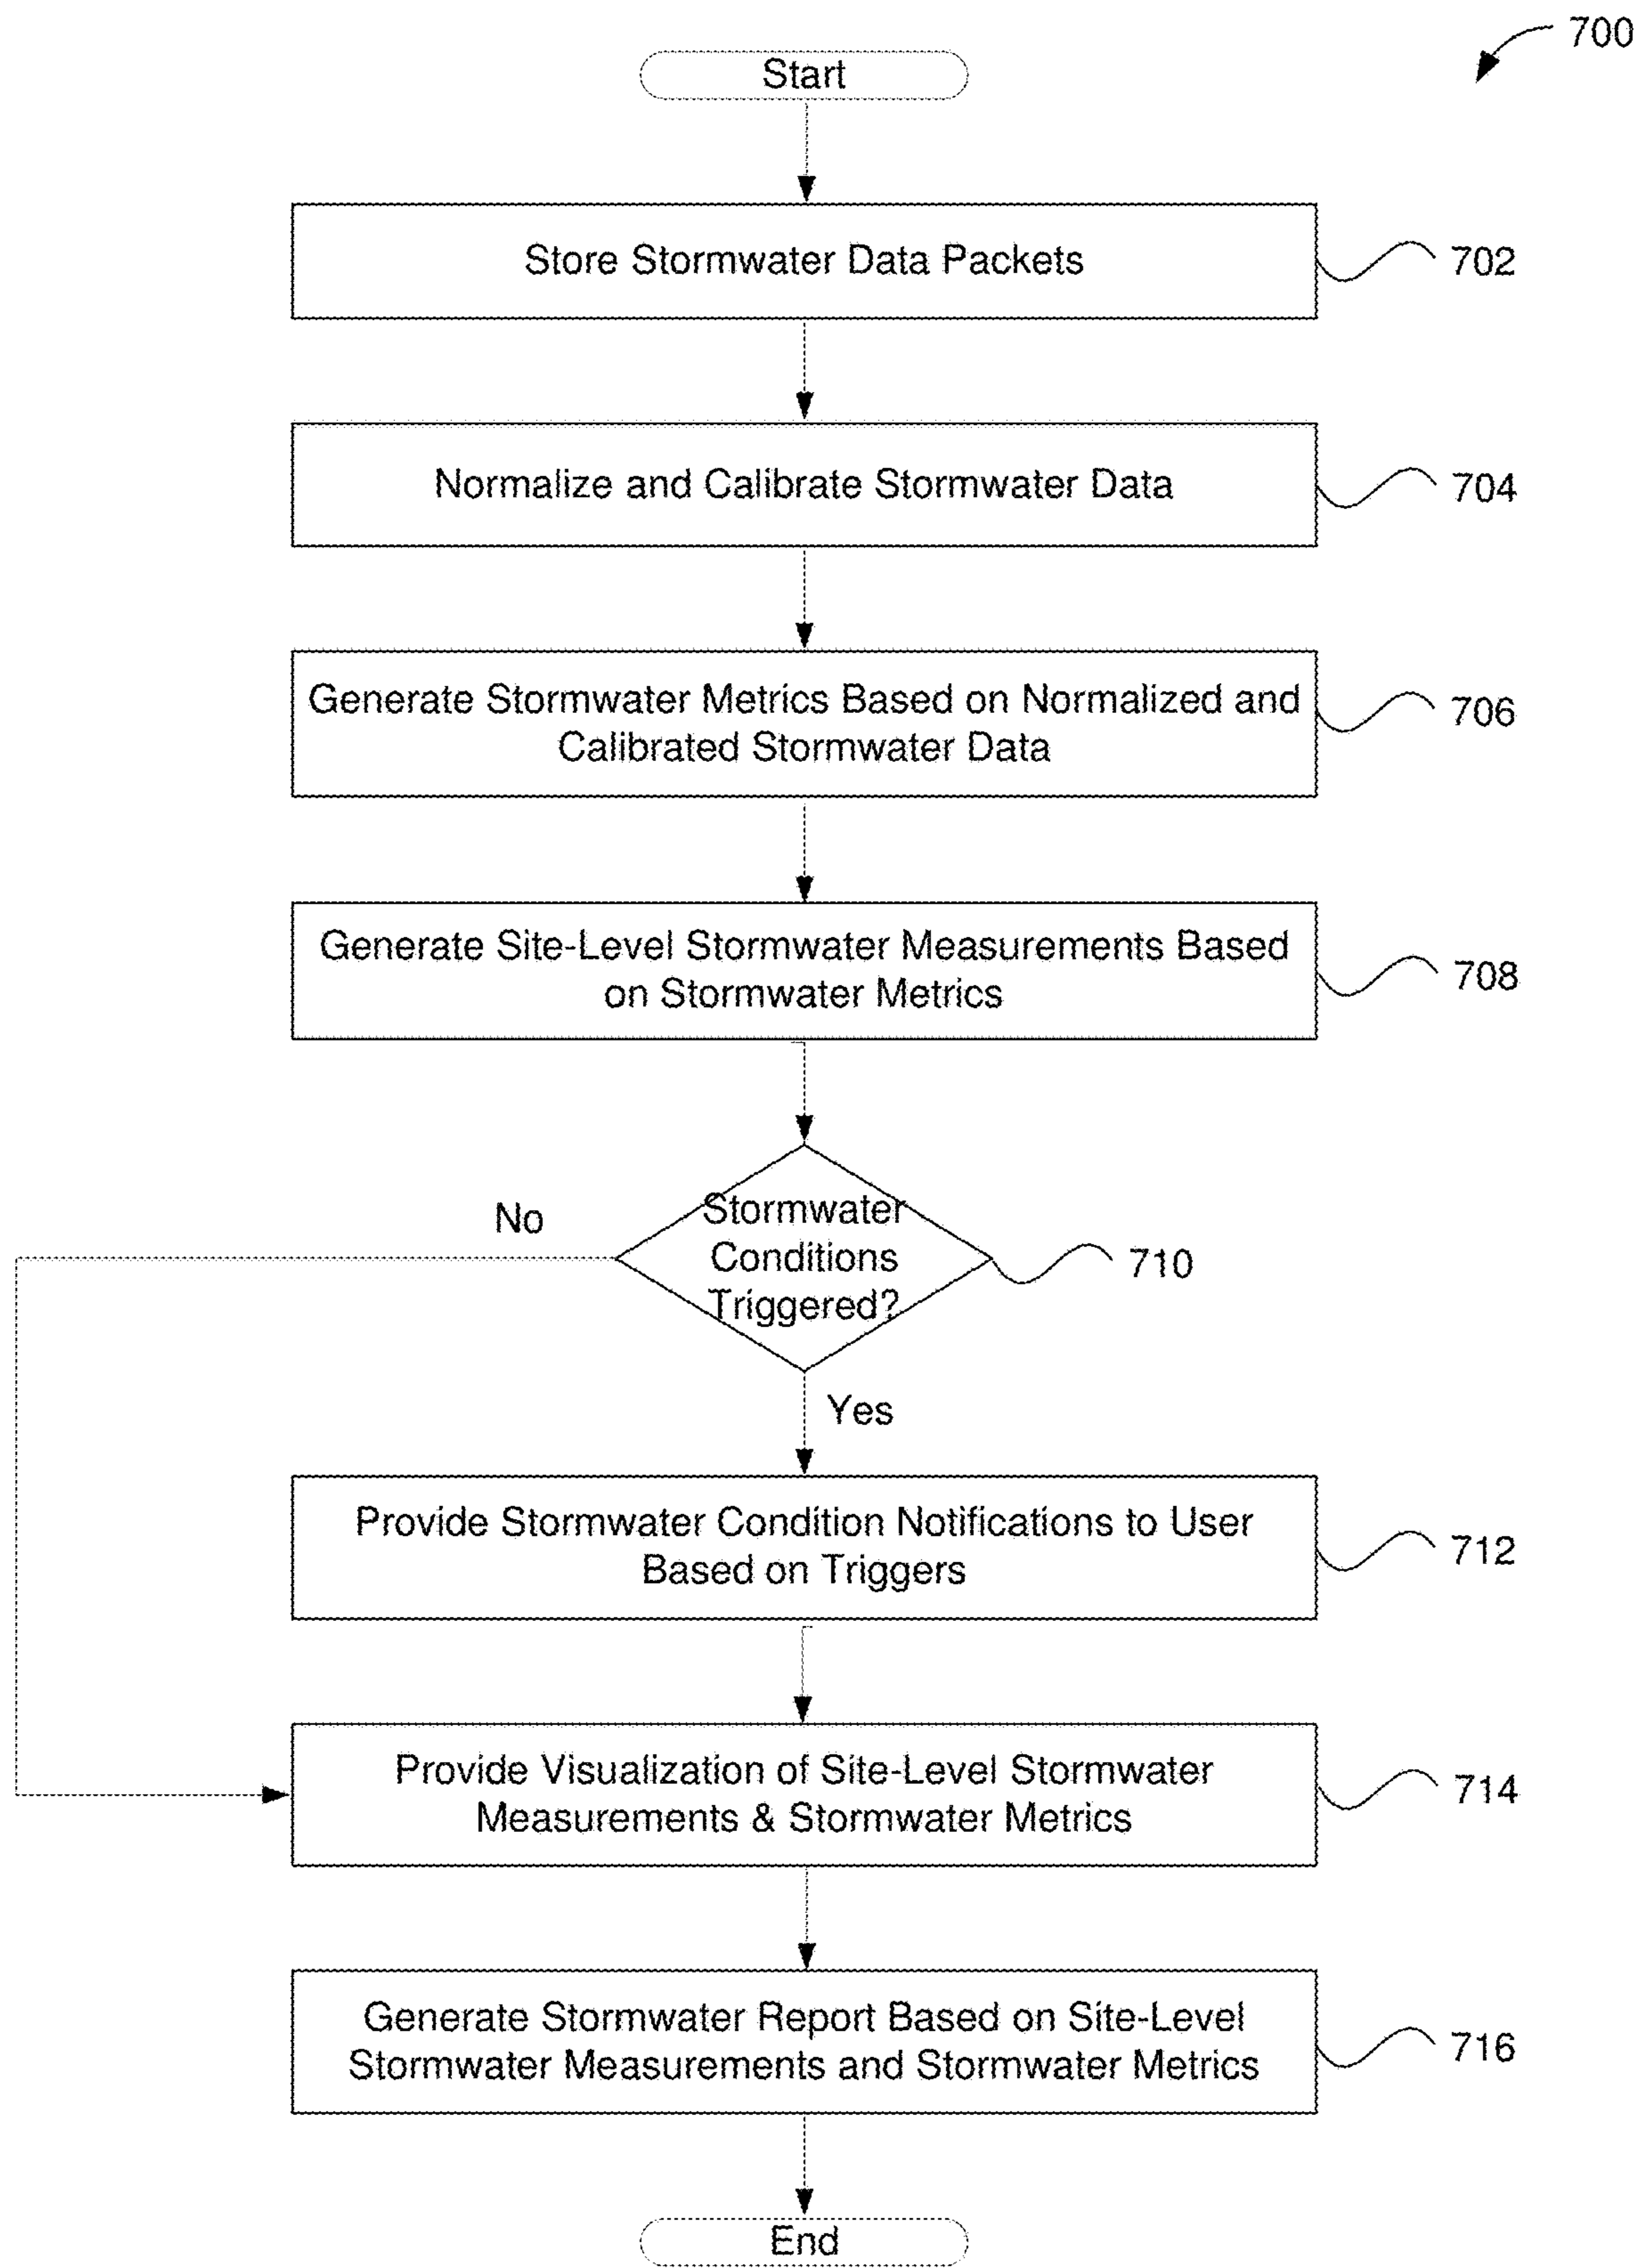 700
Start
Store Stormwater Data Packets
702
Normalize and Calibrate Stormwater Data
704
Generate Stormwater Metrics Based on Normalized and
Calibrated Stormwater Data
706
Generate Site-Level Stormwater Measurements Based
on Stormwater Metrics
708
No
Stormwater
Conditions
Triggered?
710
Yes
Provide Stormwater Condition Notifications to User
Based on Triggers
712
Provide Visualization of Site-Level Stormwater
Measurements & Stormwater Metrics
714
Generate Stormwater Report Based on Site-Level
Stormwater Measurements and Stormwater Metrics
716
End